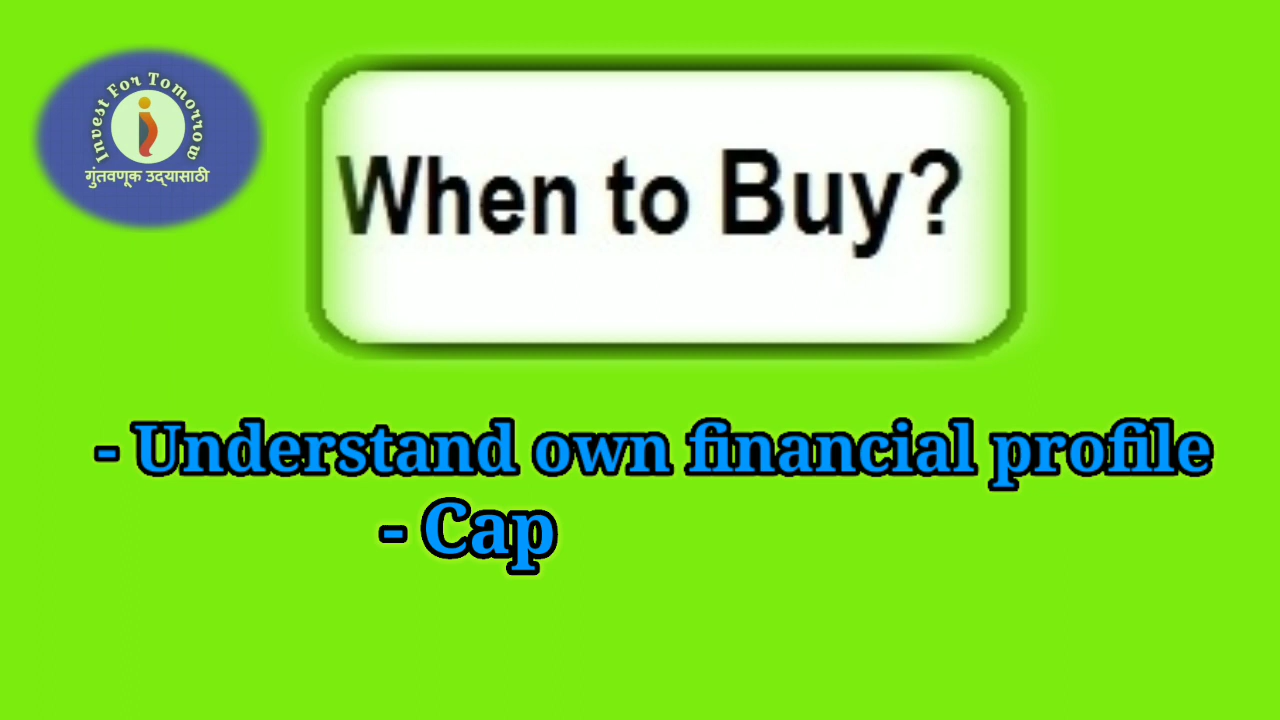 Invest For Tomorrow
गुंतवणूक उद्यासाठी
When to Buy?
- Understand own financial profile
- Cap